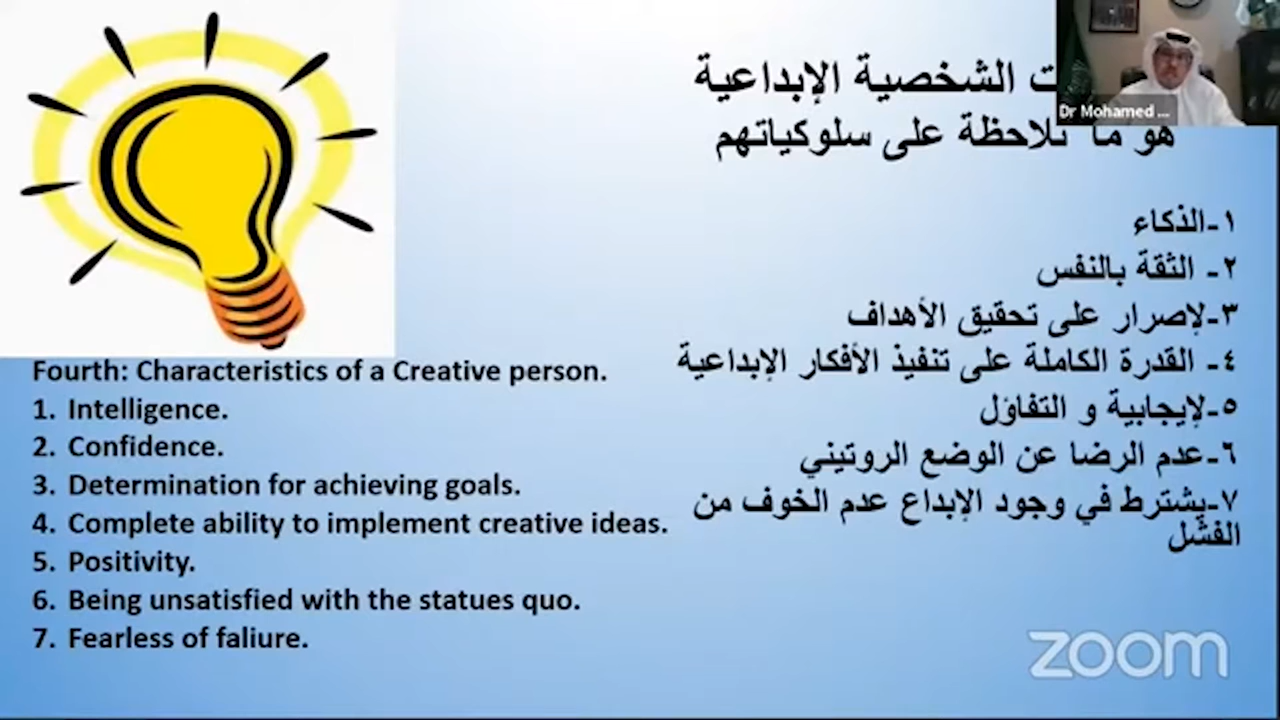 ت الشخصية الإبداعية
هو ما نلاحظة على سلوكياتهم
١-الذكاء
٢- الثقة بالنفس
٣-لإصرار على تحقيق الأهداف
٤- القدرة الكاملة على تنفيذ الأفكار الإبداعية
٥-لإيجابية و التفاؤل
٦-عدم الرضا عن الوضع الروتيني
٧-يشترط في وجود الإبداع عدم الخوف من
الفشل
Fourth: Characteristics of a Creative person.
1. Intelligence.
2. Confidence.
3. Determination for achieving goals.
4. Complete ability to implement creative ideas.
5. Positivity.
6. Being unsatisfied with the statues quo.
7. Fearless of faliure.
Dr Mohamed ...
zoom